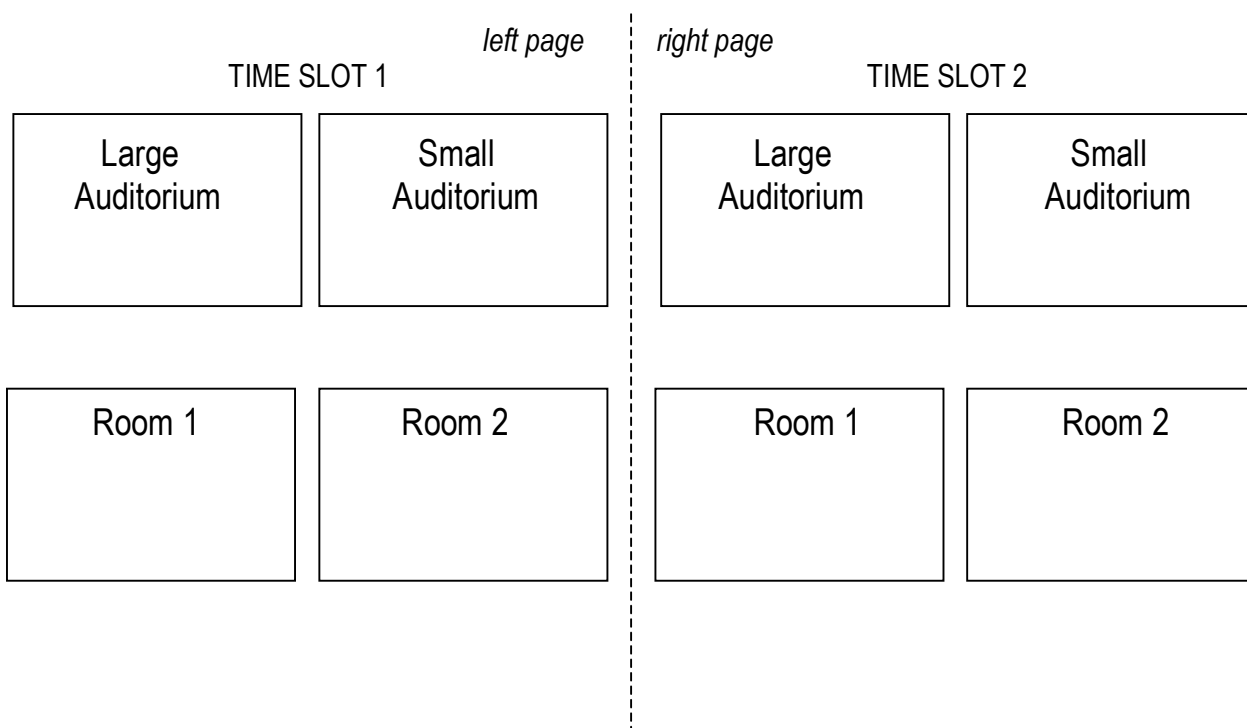 left page
TIME SLOT 1
Large
Auditorium
Small
Auditorium
Room 1
Room 2
right page
TIME SLOT 2
Large
Auditorium
Small
Auditorium
Room 1
Room 2